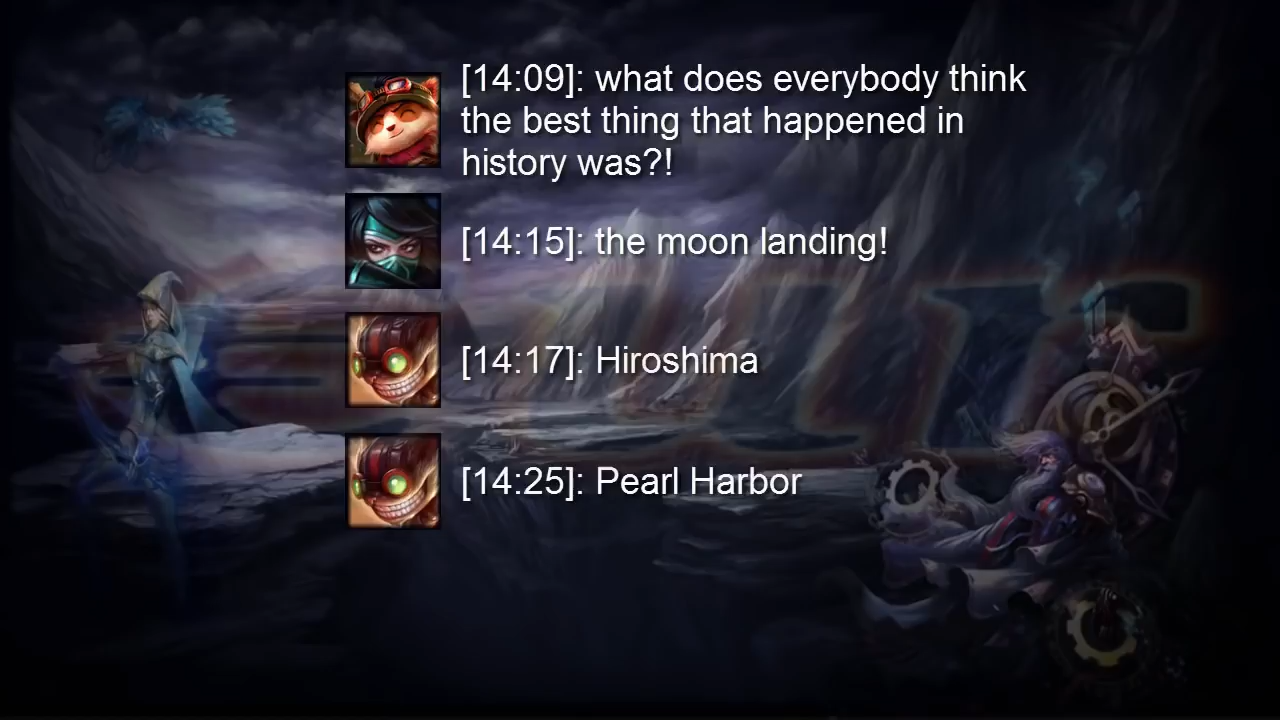 [14:09]: what does everybody think
the best thing that happened in
history was?!
[14:15]: the moon landing!
[14:17]: Hiroshima
[14:25]: Pearl Harbor